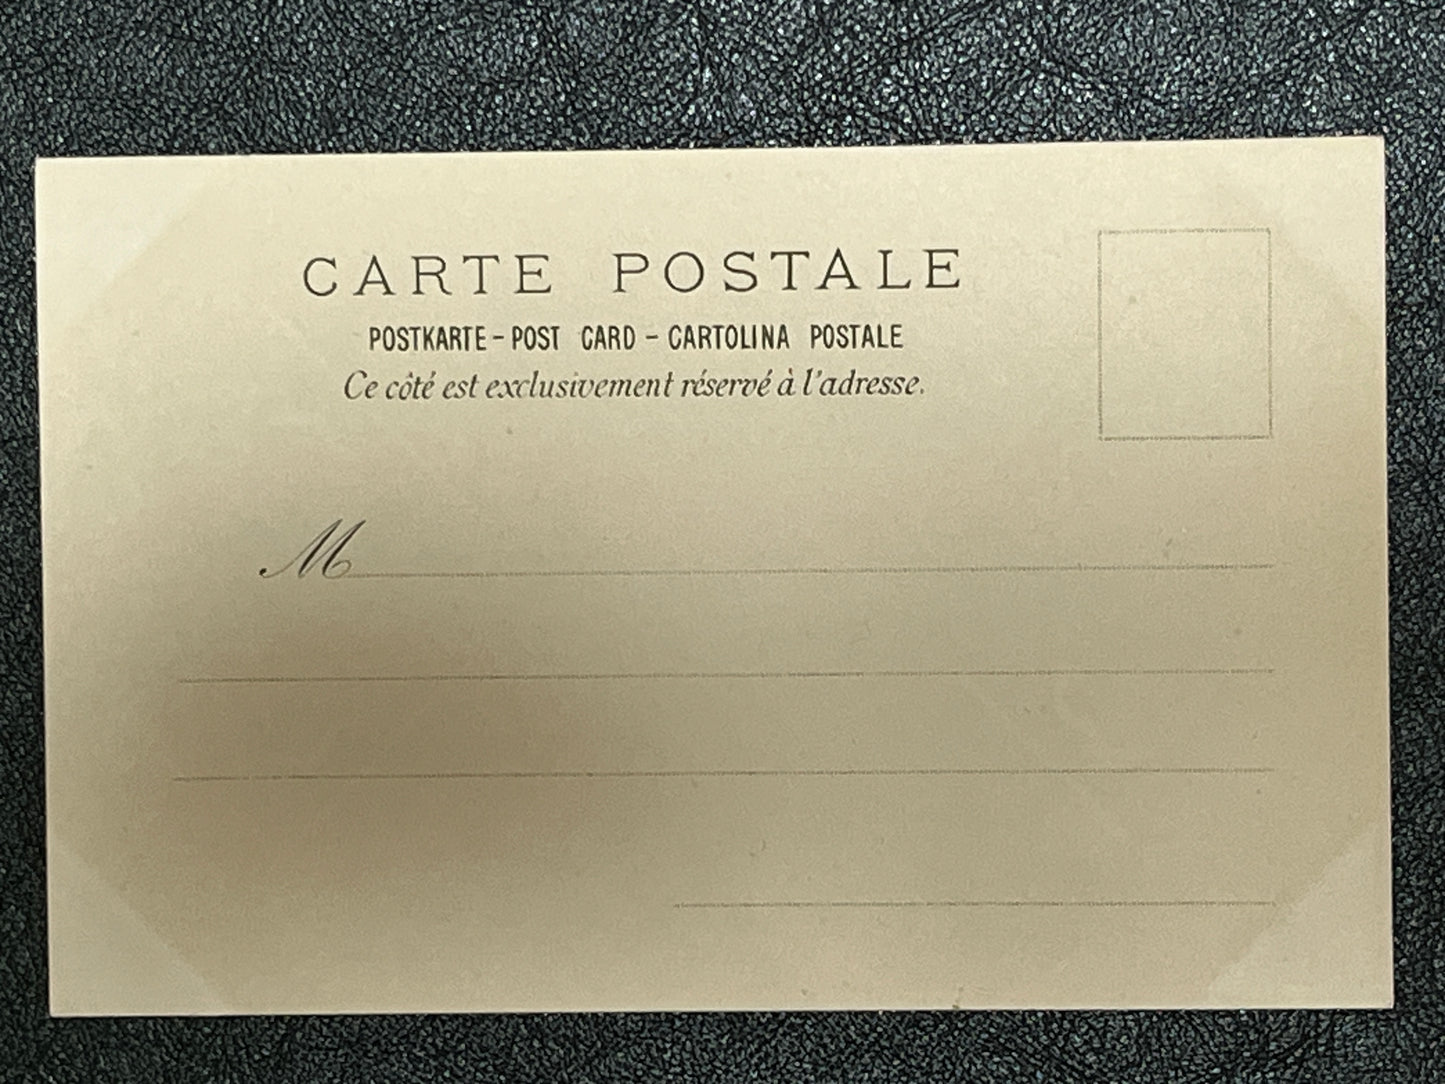 CARTE POSTALE
POSTKARTE - POST CARD - CARTOLINA POSTALE
Ce côté est exclusivement réservé à l'adresse.
M